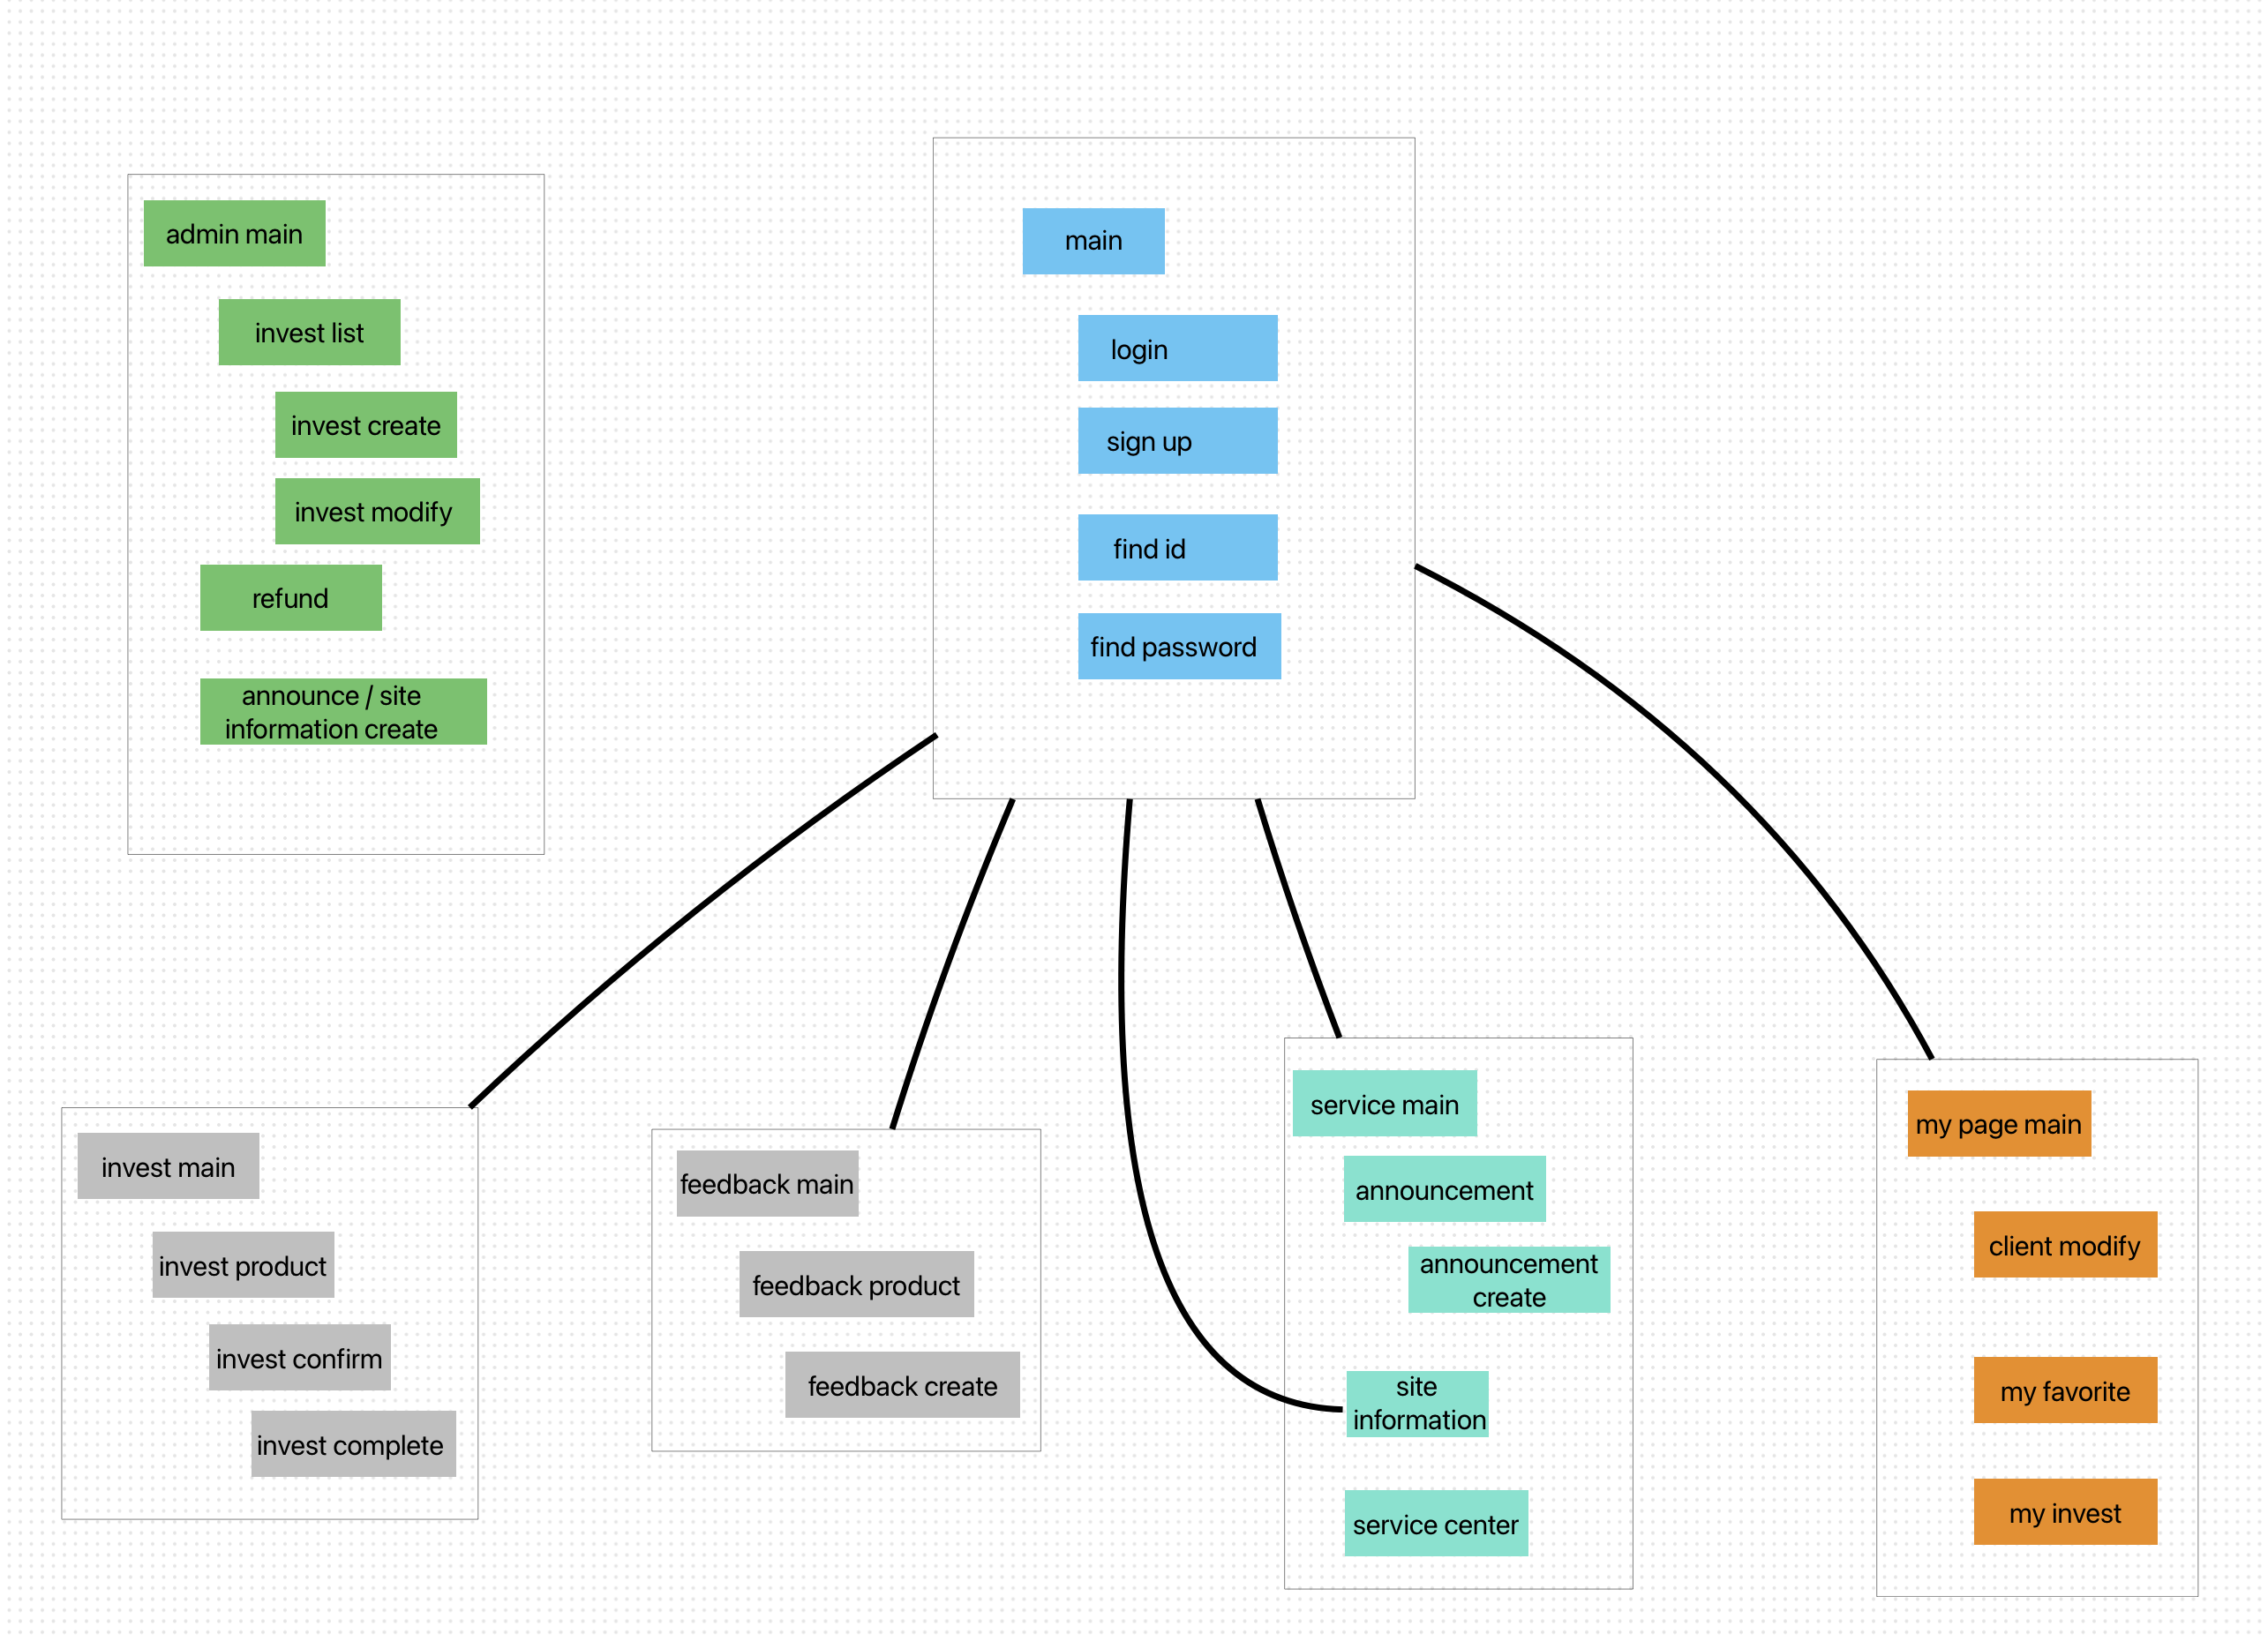 admin main
invest list
invest create
invest modify
refund
announce / site
information create
main
login
sign up
find id
find password
invest main
invest product
invest confirm
invest complete
feedback main
feedback product
feedback create
service main
announcement
announcement
create
site
information
service center
my page main
client modify
my favorite
my invest